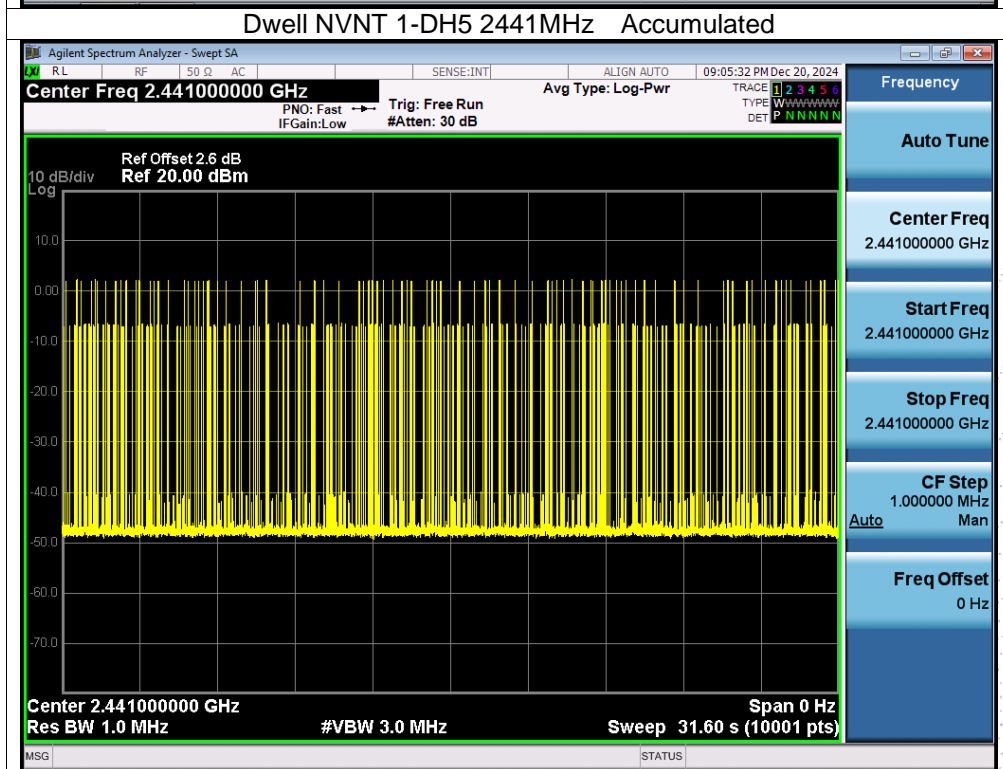 Dwell NVNT 1-DH5 2441MHz Accumulated
Agilent Spectrum Analyzer - Swept SA
LXI RL RF 50 Ω AC SENSE:INT ALIGN AUTO 09:05:32 PM Dec 20, 2024
Center Freq 2.441000000 GHz
PNO: Fast
IFGain:Low
Trig: Free Run
#Atten: 30 dB
Avg Type: Log-Pwr
TRACE 1 2 3 4 5 6
TYPE WWWWWW
DET P N N N N N
Frequency
Auto Tune
Center Freq
2.441000000 GHz
Start Freq
2.441000000 GHz
Stop Freq
2.441000000 GHz
CF Step
1.000000 MHz
Auto Man
Freq Offset
0 Hz
Ref Offset 2.6 dB
10 dB/div Ref 20.00 dBm
Log
10.0
0.00
-10.0
-20.0
-30.0
-40.0
-50.0
-60.0
-70.0
Center 2.441000000 GHz Span 0 Hz
Res BW 1.0 MHz #VBW 3.0 MHz Sweep 31.60 s (10001 pts)
MSG STATUS